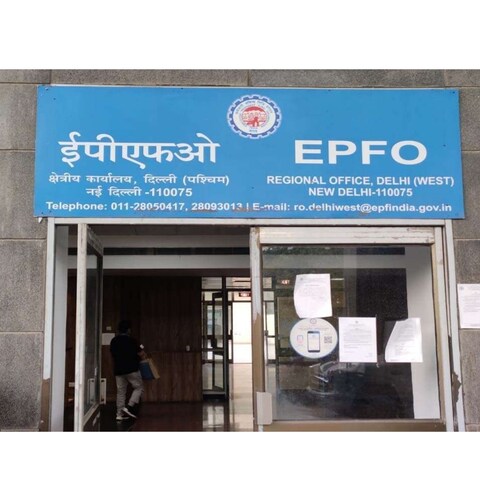 ईपीएफओ
क्षेत्रीय कार्यालय, दिल्ली (पश्चिम)
नई दिल्ली -110075
EPFO
REGIONAL OFFICE, DELHI (WEST)
NEW DELHI-110075
Telephone: 011-28050417, 28093013 | E-mail: ro.delhiwest@epfindia.gov.in